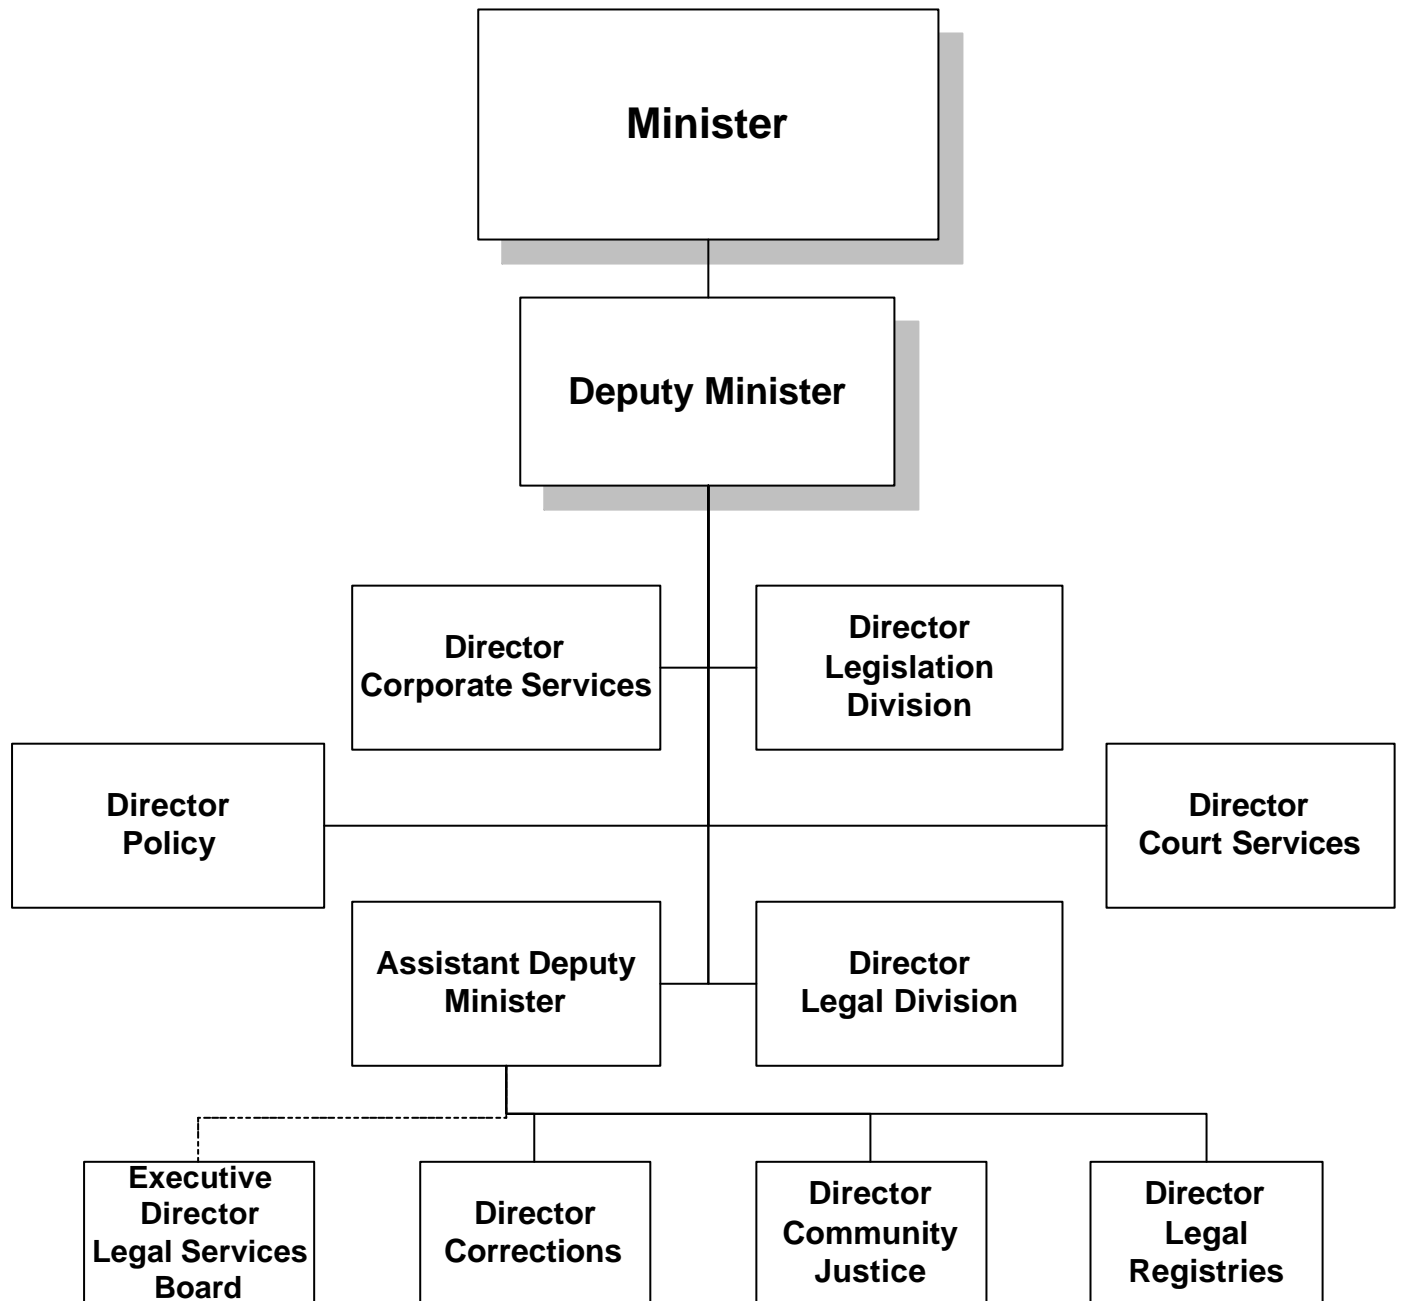 Minister
Deputy Minister
Director
Corporate Services
Director
Legislation
Division
Director
Policy
Director
Court Services
Assistant Deputy
Minister
Director
Legal Division
Executive
Director
Legal Services
Board
Director
Corrections
Director
Community
Justice
Director
Legal
Registries